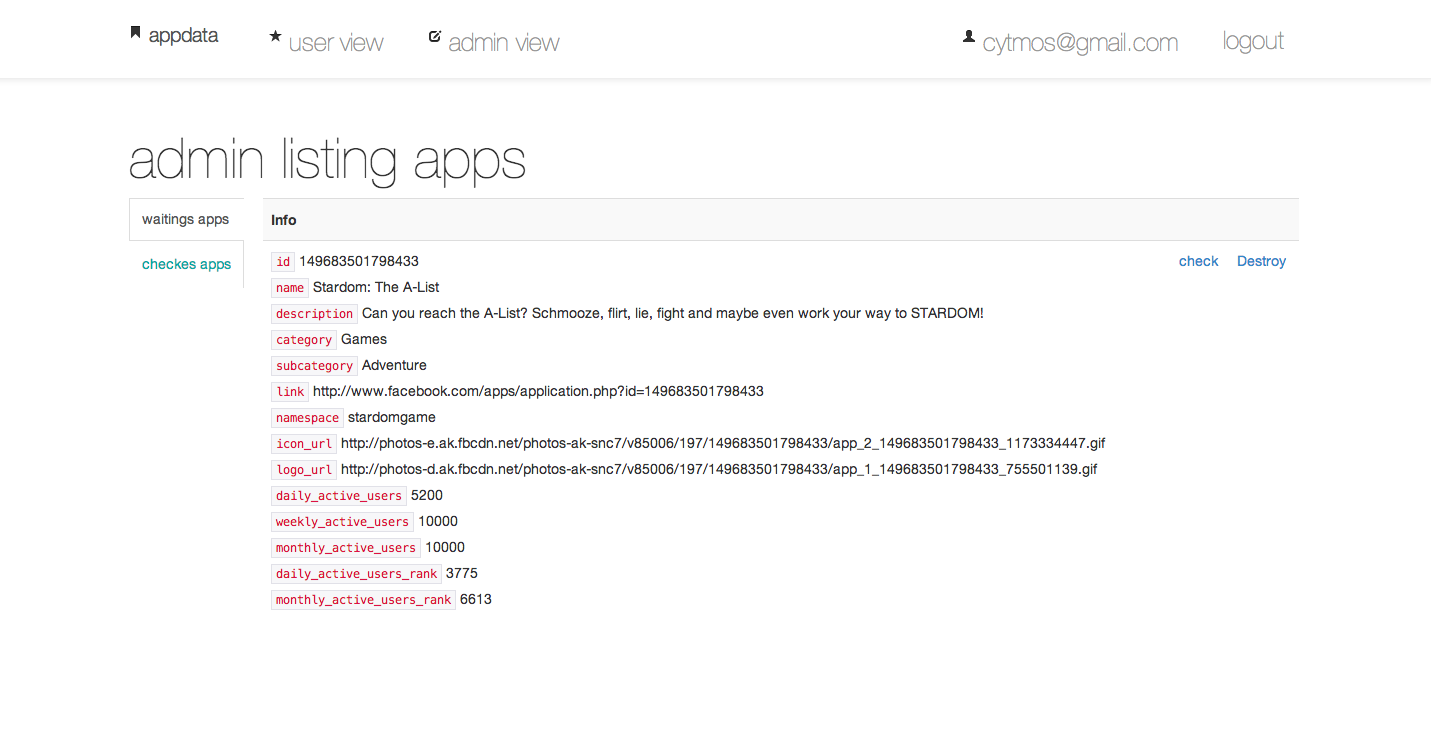 appdata user view admin view cytmos@gmail.com logout
admin listing apps
waitings apps
checkes apps
Info
id 149683501798433 check Destroy
name Stardom: The A-List
description Can you reach the A-List? Schmooze, flirt, lie, fight and maybe even work your way to STARDOM!
category Games
subcategory Adventure
link http://www.facebook.com/apps/application.php?id=149683501798433
namespace stardomgame
icon_url http://photos-e.ak.fbcdn.net/photos-ak-snc7/v85006/197/149683501798433/app_2_149683501798433_1173334447.gif
logo_url http://photos-d.ak.fbcdn.net/photos-ak-snc7/v85006/197/149683501798433/app_1_149683501798433_755501139.gif
daily_active_users 5200
weekly_active_users 10000
monthly_active_users 10000
daily_active_users_rank 3775
monthly_active_users_rank 6613